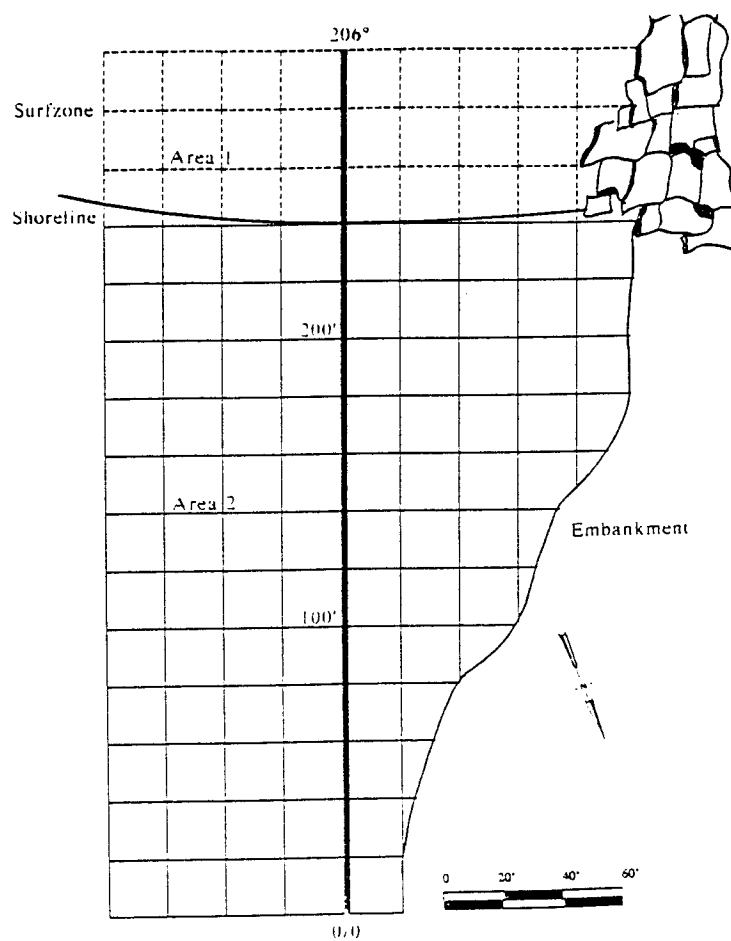 206°
Surfzone
Area 1
Shoreline
200'
Area 2
Embankment
100'
0 20' 40' 60'
0/0